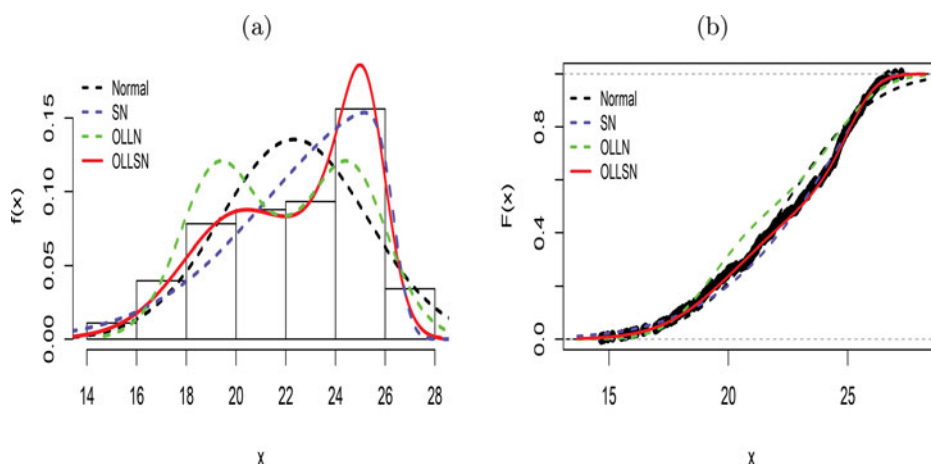 (a)
f(x)
0.00 0.05 0.10 0.15
Normal
SN
OLLN
OLLSN
14 16 18 20 22 24 26 28
x
(b)
F(x)
0.0 0.4 0.8
Normal
SN
OLLN
OLLSN
15 20 25
x